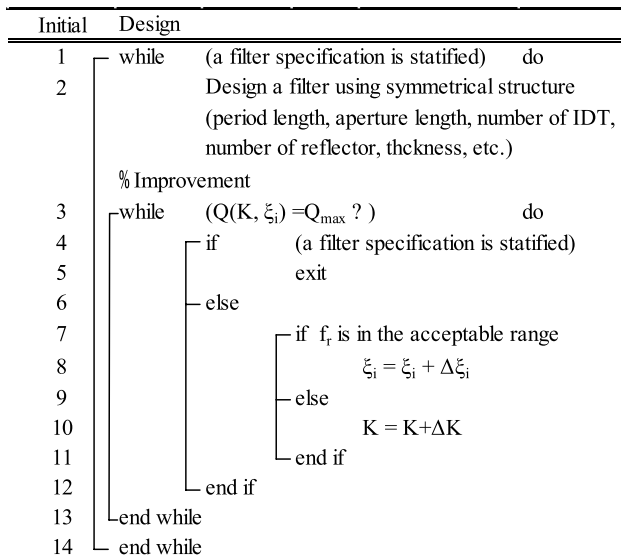 Initial Design
1 while (a filter specification is statified) do
2 Design a filter using symmetrical structure
(period length, aperture length, number of IDT,
number of reflector, thckness, etc.)
% Improvement
3 while (Q(K, ξi) =Qmax ? ) do
4 if (a filter specification is statified)
5 exit
6 else
7 if fr is in the acceptable range
8 ξi = ξi + Δξi
9 else
10 K = K+ΔK
11 end if
12 end if
13 end while
14 end while